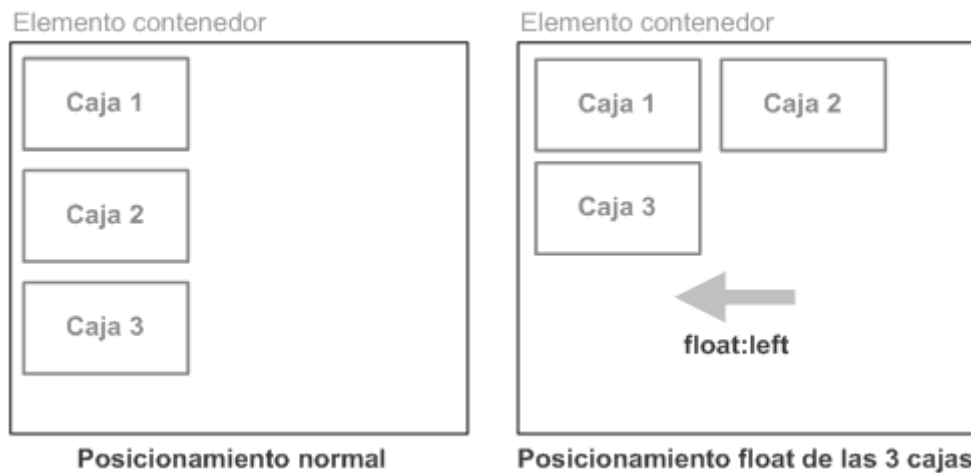 Elemento contenedor
Caja 1
Caja 2
Caja 3
Posicionamiento normal
Elemento contenedor
Caja 1
Caja 2
Caja 3
float:left
Posicionamiento float de las 3 cajas